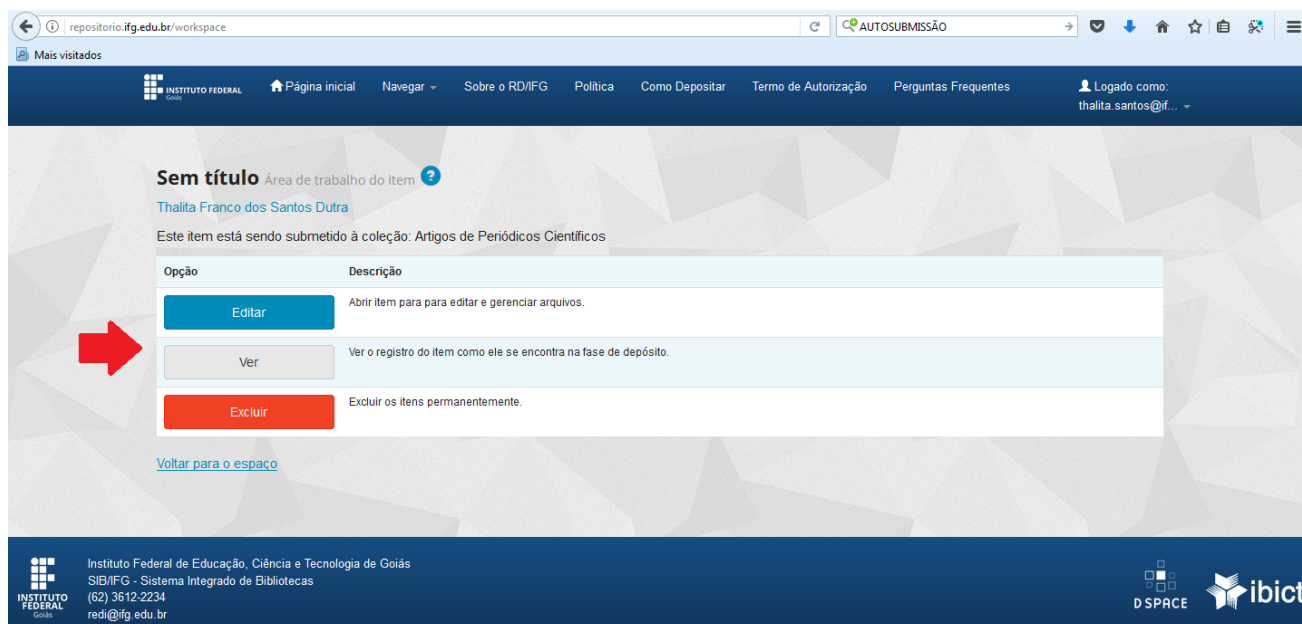 repositorio.ifg.edu.br/workspace
AUTOSUBMISSÃO
Mais visitados
INSTITUTO FEDERAL
Goiás
Página inicial
Navegar
Sobre o RD/IFG
Política
Como Depositar
Termo de Autorização
Perguntas Frequentes
Logado como:
thalita.santos@if...
Sem título Área de trabalho do item ?
Thalita Franco dos Santos Dutra
Este item está sendo submetido à coleção: Artigos de Periódicos Científicos
Opção Descrição
Editar Abrir item para para editar e gerenciar arquivos.
Ver Ver o registro do item como ele se encontra na fase de depósito.
Excluir Excluir os itens permanentemente.
Voltar para o espaço
INSTITUTO
FEDERAL
Goiás
Instituto Federal de Educação, Ciência e Tecnologia de Goiás
SIB/IFG - Sistema Integrado de Bibliotecas
(62) 3612-2234
redi@ifg.edu.br
DSPACE
ibict